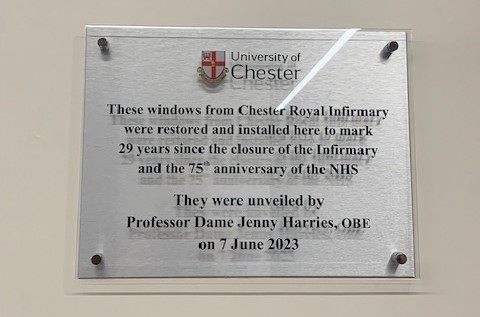 University of
Chester
These windows from Chester Royal Infirmary
were restored and installed here to mark
29 years since the closure of the Infirmary
and the 75th anniversary of the NHS
They were unveiled by
Professor Dame Jenny Harries, OBE
on 7 June 2023